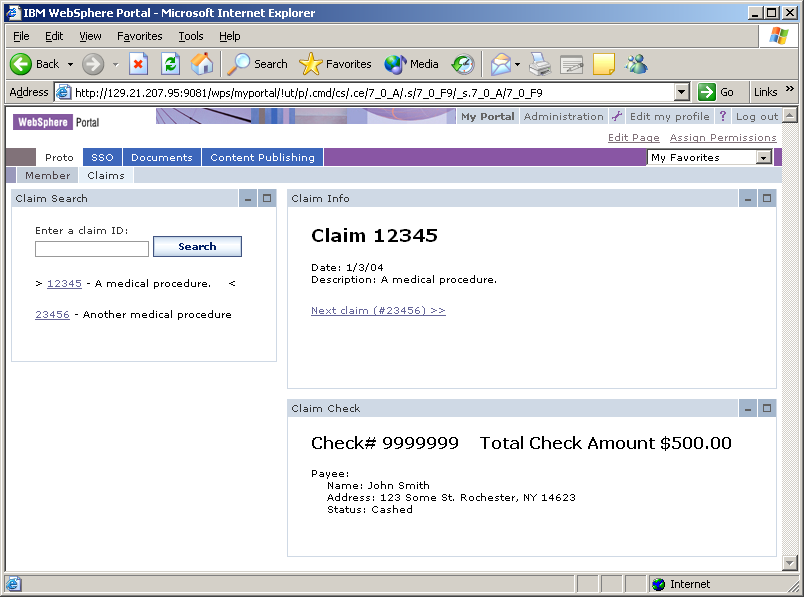 IBM WebSphere Portal - Microsoft Internet Explorer
File Edit View Favorites Tools Help
Back Search Favorites Media
Address http://129.21.207.95:9081/wps/myportal/!ut/p/.cmd/cs/.ce/7_0_A/.s/7_0_F9/_s.7_0_A/7_0_F9 Go Links »
WebSphere Portal My Portal Administration Edit my profile ? Log out
Edit Page Assign Permissions
Proto SSO Documents Content Publishing My Favorites
Member Claims
Claim Search
Enter a claim ID:
Search
> 12345 - A medical procedure. <
23456 - Another medical procedure
Claim Info
Claim 12345
Date: 1/3/04
Description: A medical procedure.
Next claim (#23456) >>
Claim Check
Check# 9999999 Total Check Amount $500.00
Payee:
Name: John Smith
Address: 123 Some St. Rochester, NY 14623
Status: Cashed
Internet